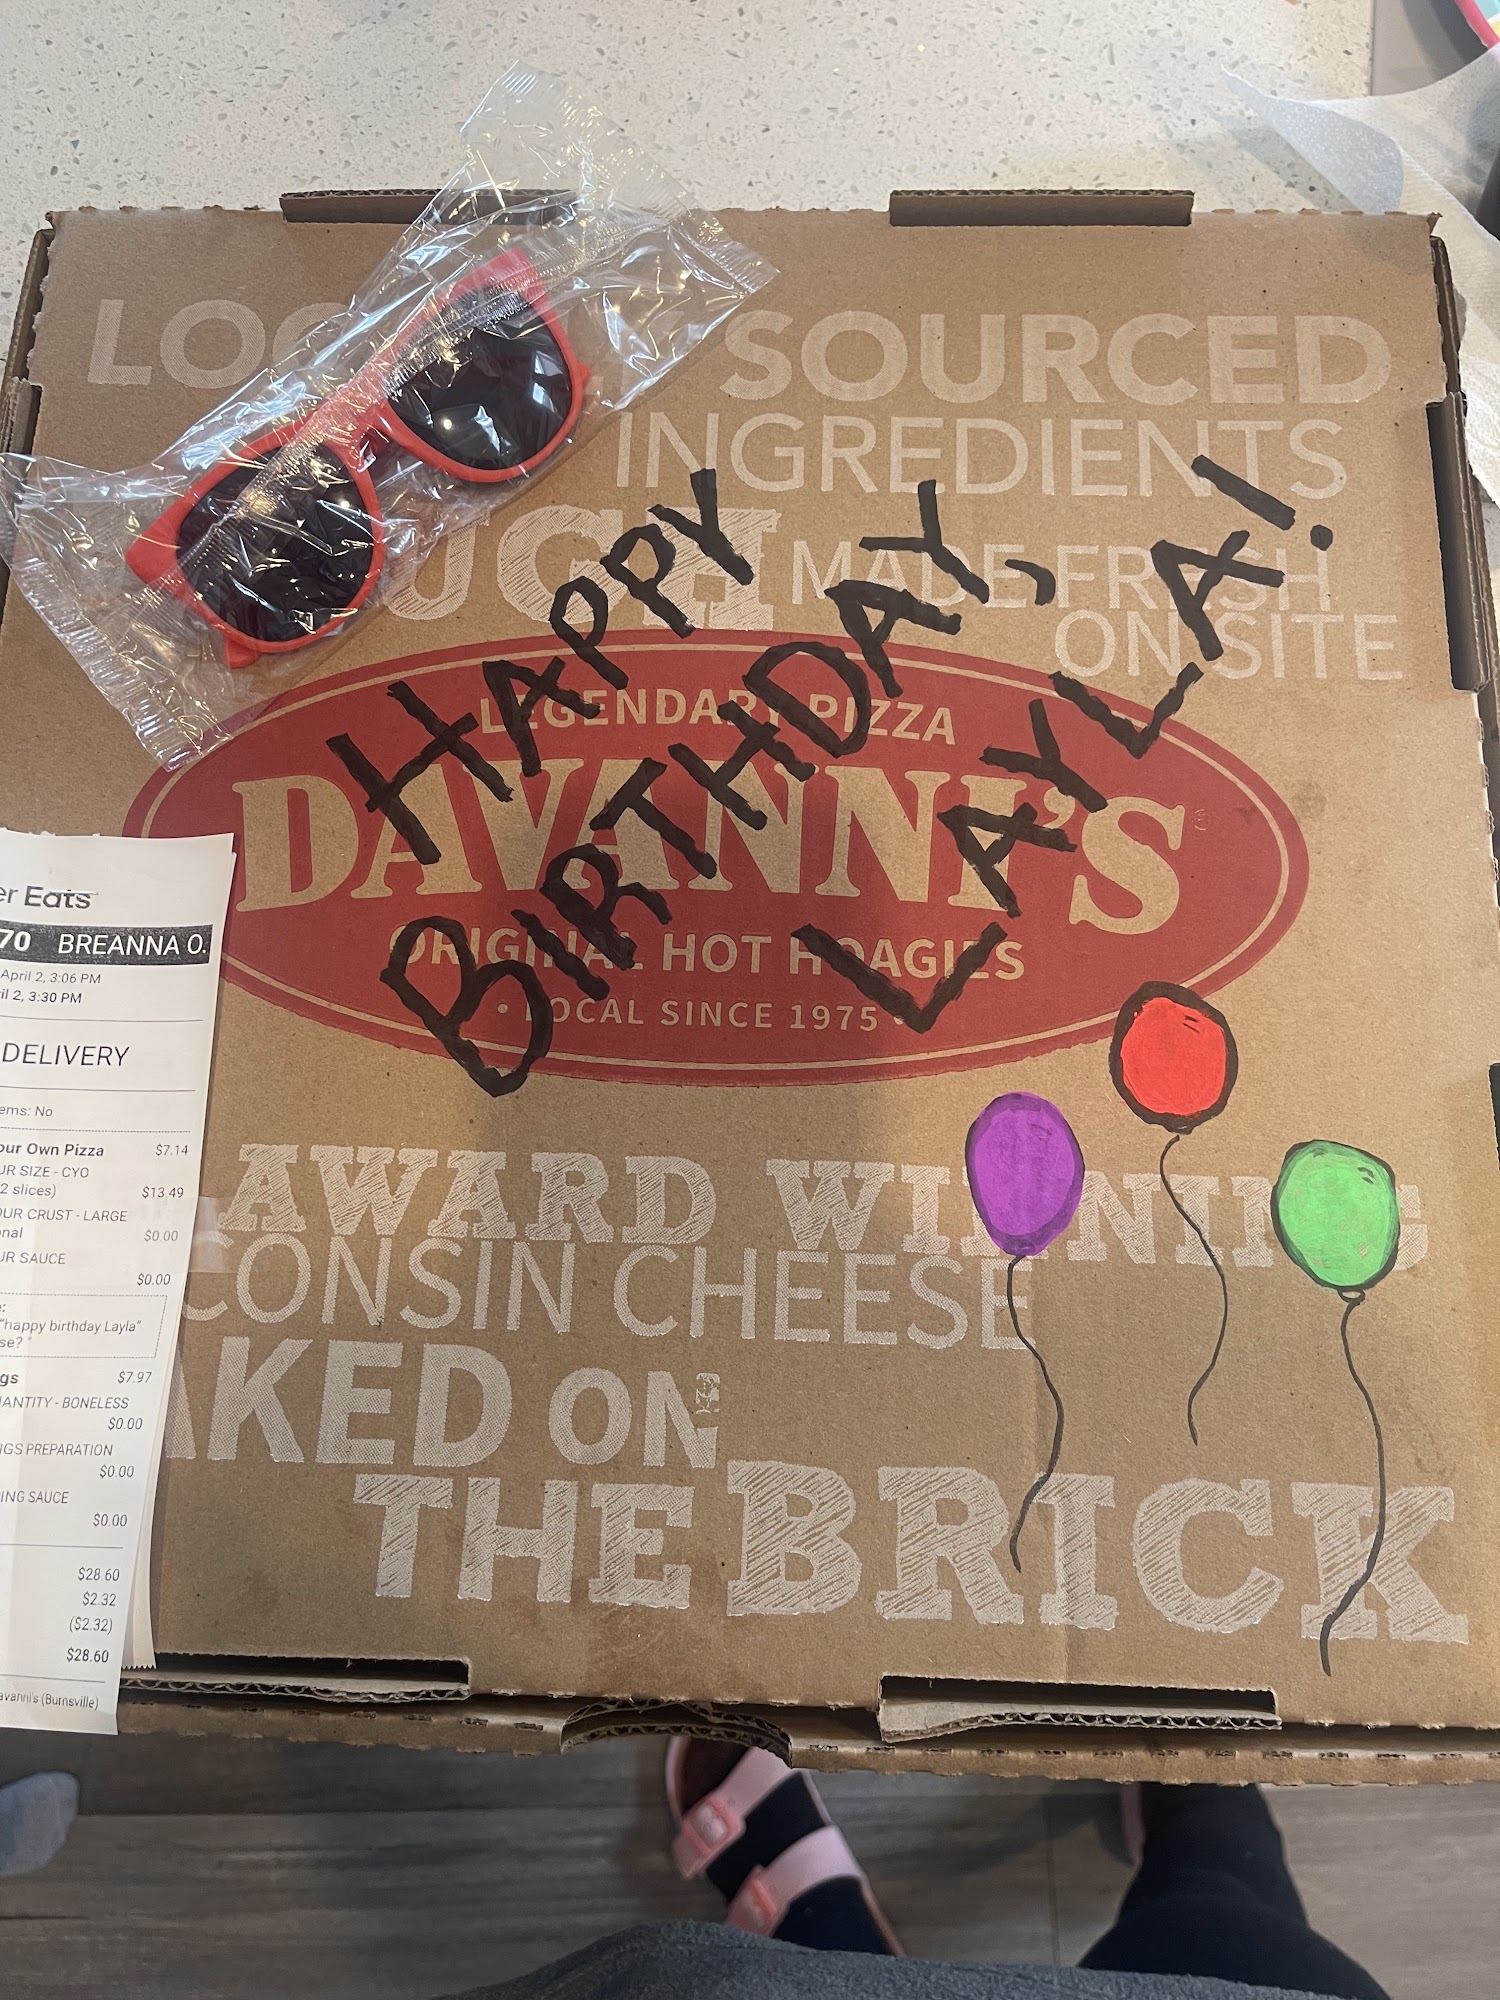 SOURCED
INGREDIENTS
MADE FRESH
ON SITE
HAPPY
BIRTHDAY,
LAYLA!
LEGENDARY PIZZA
DAVANNI'S
ORIGINAL HOT HOAGIES
• LOCAL SINCE 1975 •
AWARD WINNING
CONSIN CHEESE
AKED ON
THE BRICK
er Eats
70 BREANNA O.
April 2, 3:06 PM
il 2, 3:30 PM
DELIVERY
ems: No
our Own Pizza $7.14
UR SIZE - CYO
2 slices) $13.49
OUR CRUST - LARGE
nal $0.00
UR SAUCE
$0.00
e:
"happy birthday Layla"
se? "
gs $7.97
ANTITY - BONELESS
$0.00
NGS PREPARATION
$0.00
PING SAUCE
$0.00
$28.60
$2.32
($2.32)
$28.60
avanni's (Burnsville)